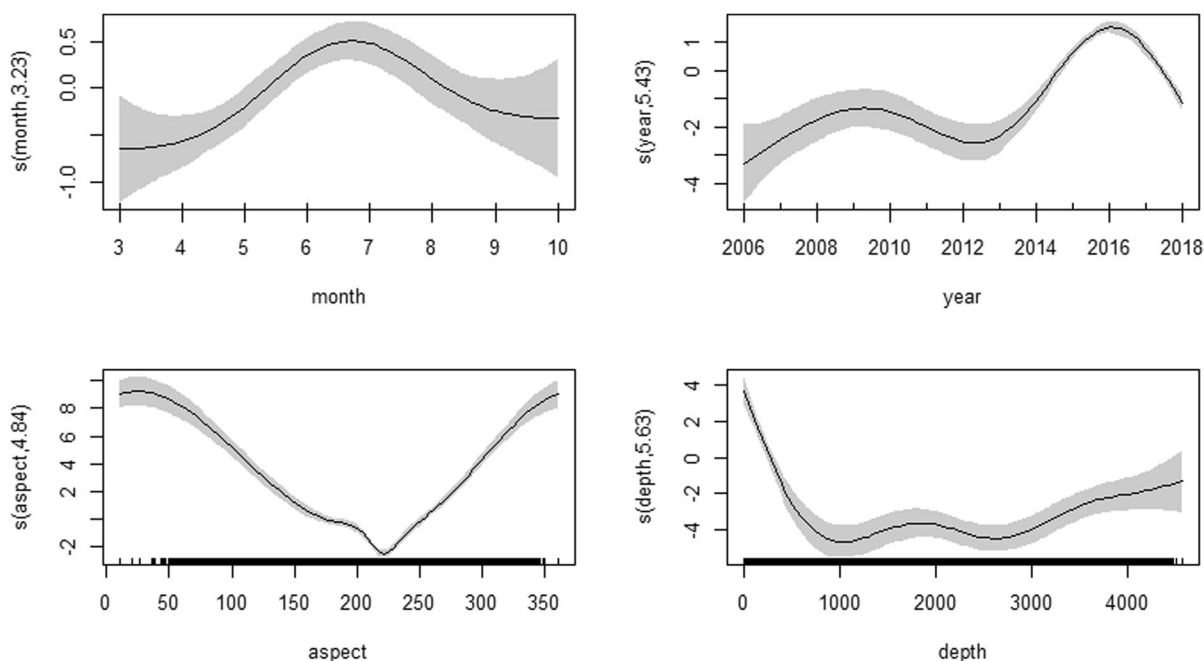 s(month,3.23)
0.5
0.0
-1.0
3 4 5 6 7 8 9 10
month
s(year,5.43)
1
0
-2
-4
2006 2008 2010 2012 2014 2016 2018
year
s(aspect,4.84)
8
6
4
2
-2
0 50 100 150 200 250 300 350
aspect
s(depth,5.63)
4
2
0
-2
-4
0 1000 2000 3000 4000
depth